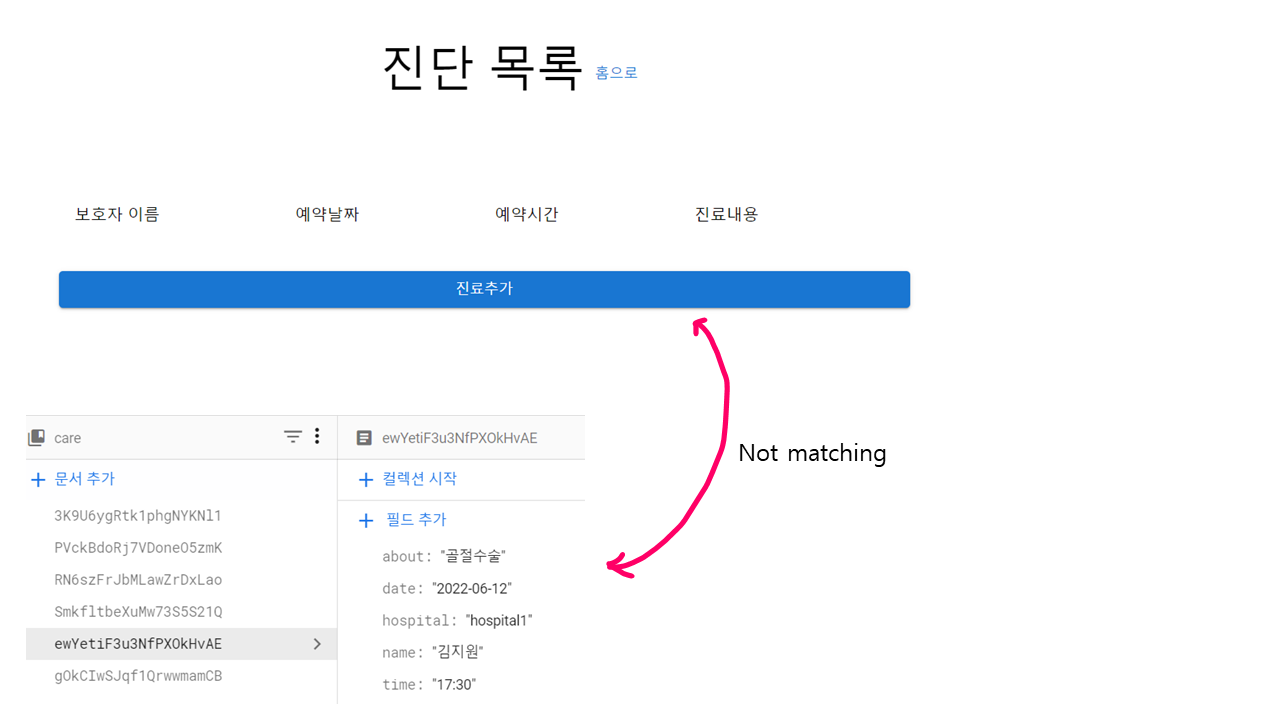 진단 목록 홈으로
보호자 이름 예약날짜 예약시간 진료내용
진료추가
Not matching
care
+ 문서 추가
3K9U6ygRtk1phgNYKNl1
PVckBdoRj7VDoneO5zmK
RN6szFrJbMLawZrDxLao
SmkfltbeXuMw73S5S21Q
ewYetiF3u3NfPXOkHvAE
gOkCIwSJqf1QrwwmamCB
ewYetiF3u3NfPXOkHvAE
+ 컬렉션 시작
+ 필드 추가
about: "골절수술"
date: "2022-06-12"
hospital: "hospital1"
name: "김지원"
time: "17:30"